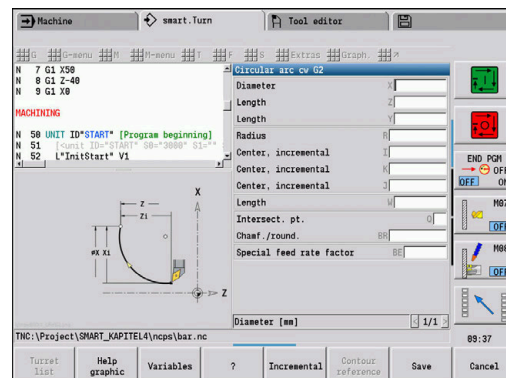 Machine
smart.Turn
Tool editor
G
G-menu
M
M-menu
T
F
S
Extras
Graph.
N 7 G1 X50
N 8 G1 Z-40
N 9 G1 X0
MACHINING
N 50 UNIT ID"START" [Program beginning]
N 51 [<unit ID="START" S0="3000" S1=""
N 52 L"InitStart" V1
Circular arc cw G2
Diameter X
Length Z
Length Y
Radius R
Center, incremental I
Center, incremental K
Center, incremental J
Length W
Intersect. pt. Q
Chamf./round. BR
Special feed rate factor BE
Diameter [mm]
1/1
X
Z
Zi
øX Xi
Z
TNC:\Project\SMART_KAPITEL4\ncps\bar.nc
I
O
END PGM
OFF
OFF ON
M07
OFF
M08
OFF
09:37
Turret list
Help graphic
Variables
?
Incremental
Contour reference
Save
Cancel